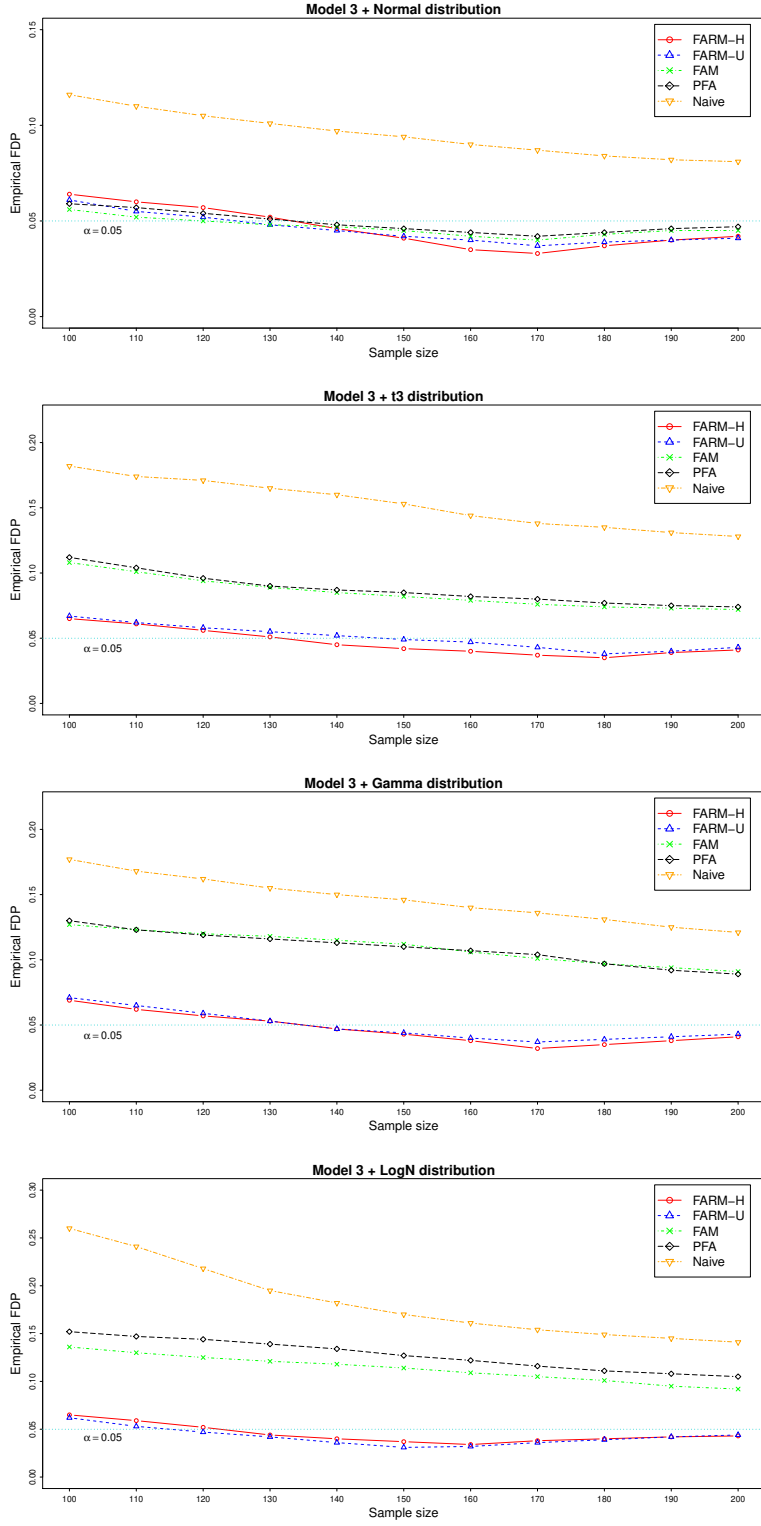 Model 3 + Normal distribution
0.15
0.10
0.05
0.00
Empirical FDP
FARM−H
FARM−U
FAM
PFA
Naive
α = 0.05
100 110 120 130 140 150 160 170 180 190 200
Sample size
Model 3 + t3 distribution
0.20
0.15
0.10
0.05
0.00
Empirical FDP
FARM−H
FARM−U
FAM
PFA
Naive
α = 0.05
100 110 120 130 140 150 160 170 180 190 200
Sample size
Model 3 + Gamma distribution
0.20
0.15
0.10
0.05
0.00
Empirical FDP
FARM−H
FARM−U
FAM
PFA
Naive
α = 0.05
100 110 120 130 140 150 160 170 180 190 200
Sample size
Model 3 + LogN distribution
0.30
0.25
0.20
0.15
0.10
0.05
0.00
Empirical FDP
FARM−H
FARM−U
FAM
PFA
Naive
α = 0.05
100 110 120 130 140 150 160 170 180 190 200
Sample size